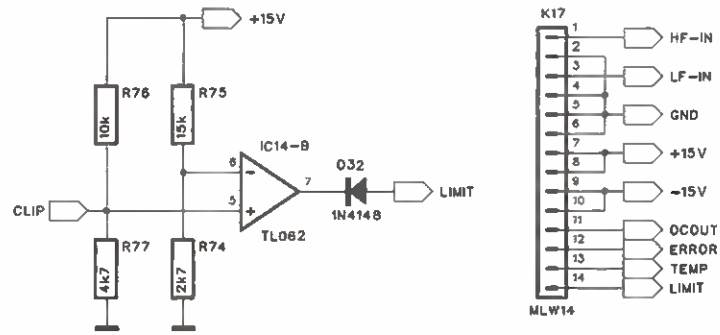 +15V
R76
R75
10k
15k
IC14-B
6
-
7
D32
LIMIT
5
+
1N4148
CLIP
TL062
R77
R74
4k7
2k7
K17
1
HF-IN
2
3
LF-IN
4
5
GND
6
7
+15V
8
9
-15V
10
11
OCOUT
12
ERROR
13
TEMP
14
LIMIT
MLW14